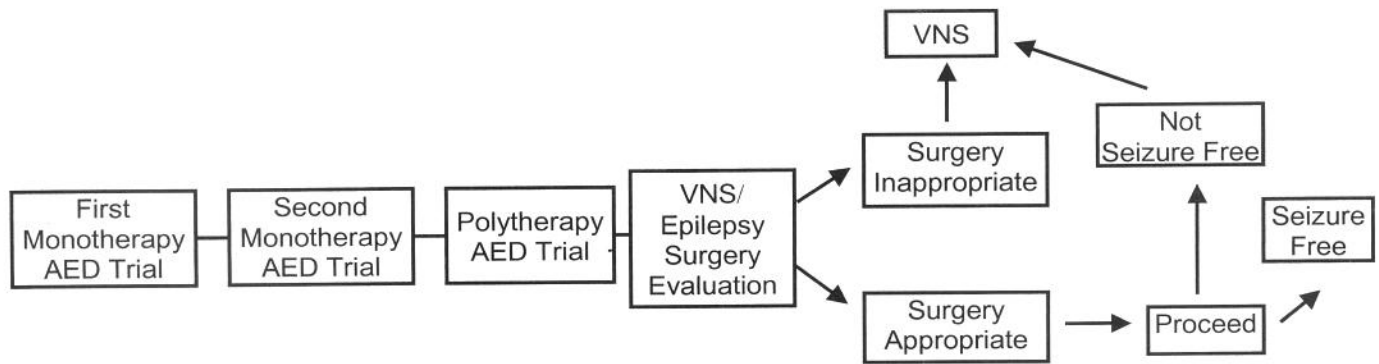 First
Monotherapy
AED Trial
Second
Monotherapy
AED Trial
Polytherapy
AED Trial
VNS/
Epilepsy
Surgery
Evaluation
Surgery
Inappropriate
VNS
Surgery
Appropriate
Proceed
Not
Seizure Free
Seizure
Free